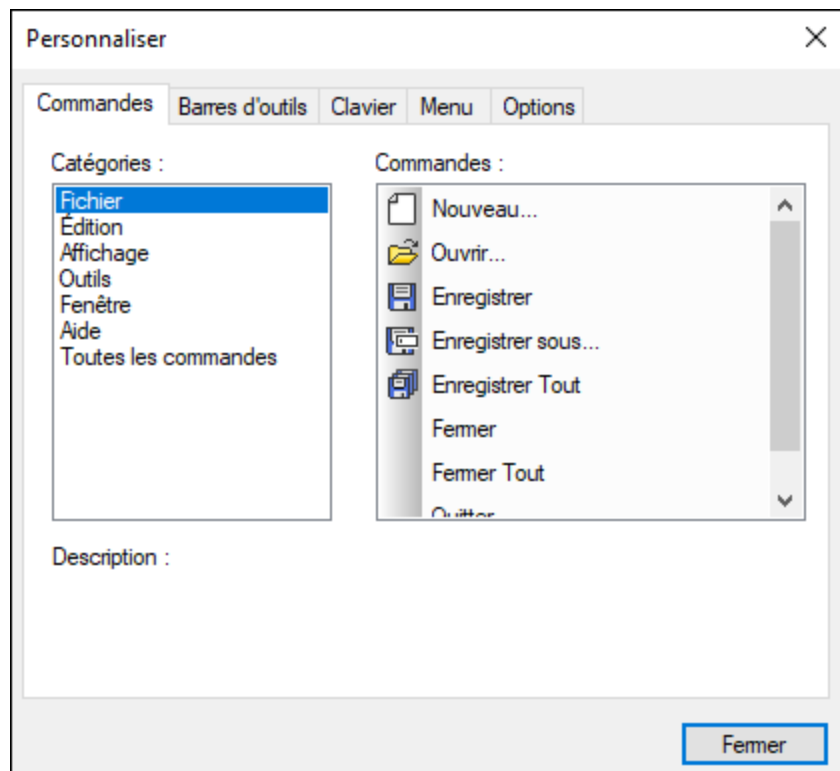 Personnaliser
Commandes Barres d'outils Clavier Menu Options
Catégories :
Fichier
Édition
Affichage
Outils
Fenêtre
Aide
Toutes les commandes
Commandes :
Nouveau...
Ouvrir...
Enregistrer
Enregistrer sous...
Enregistrer Tout
Fermer
Fermer Tout
Quitter
Description :
Fermer